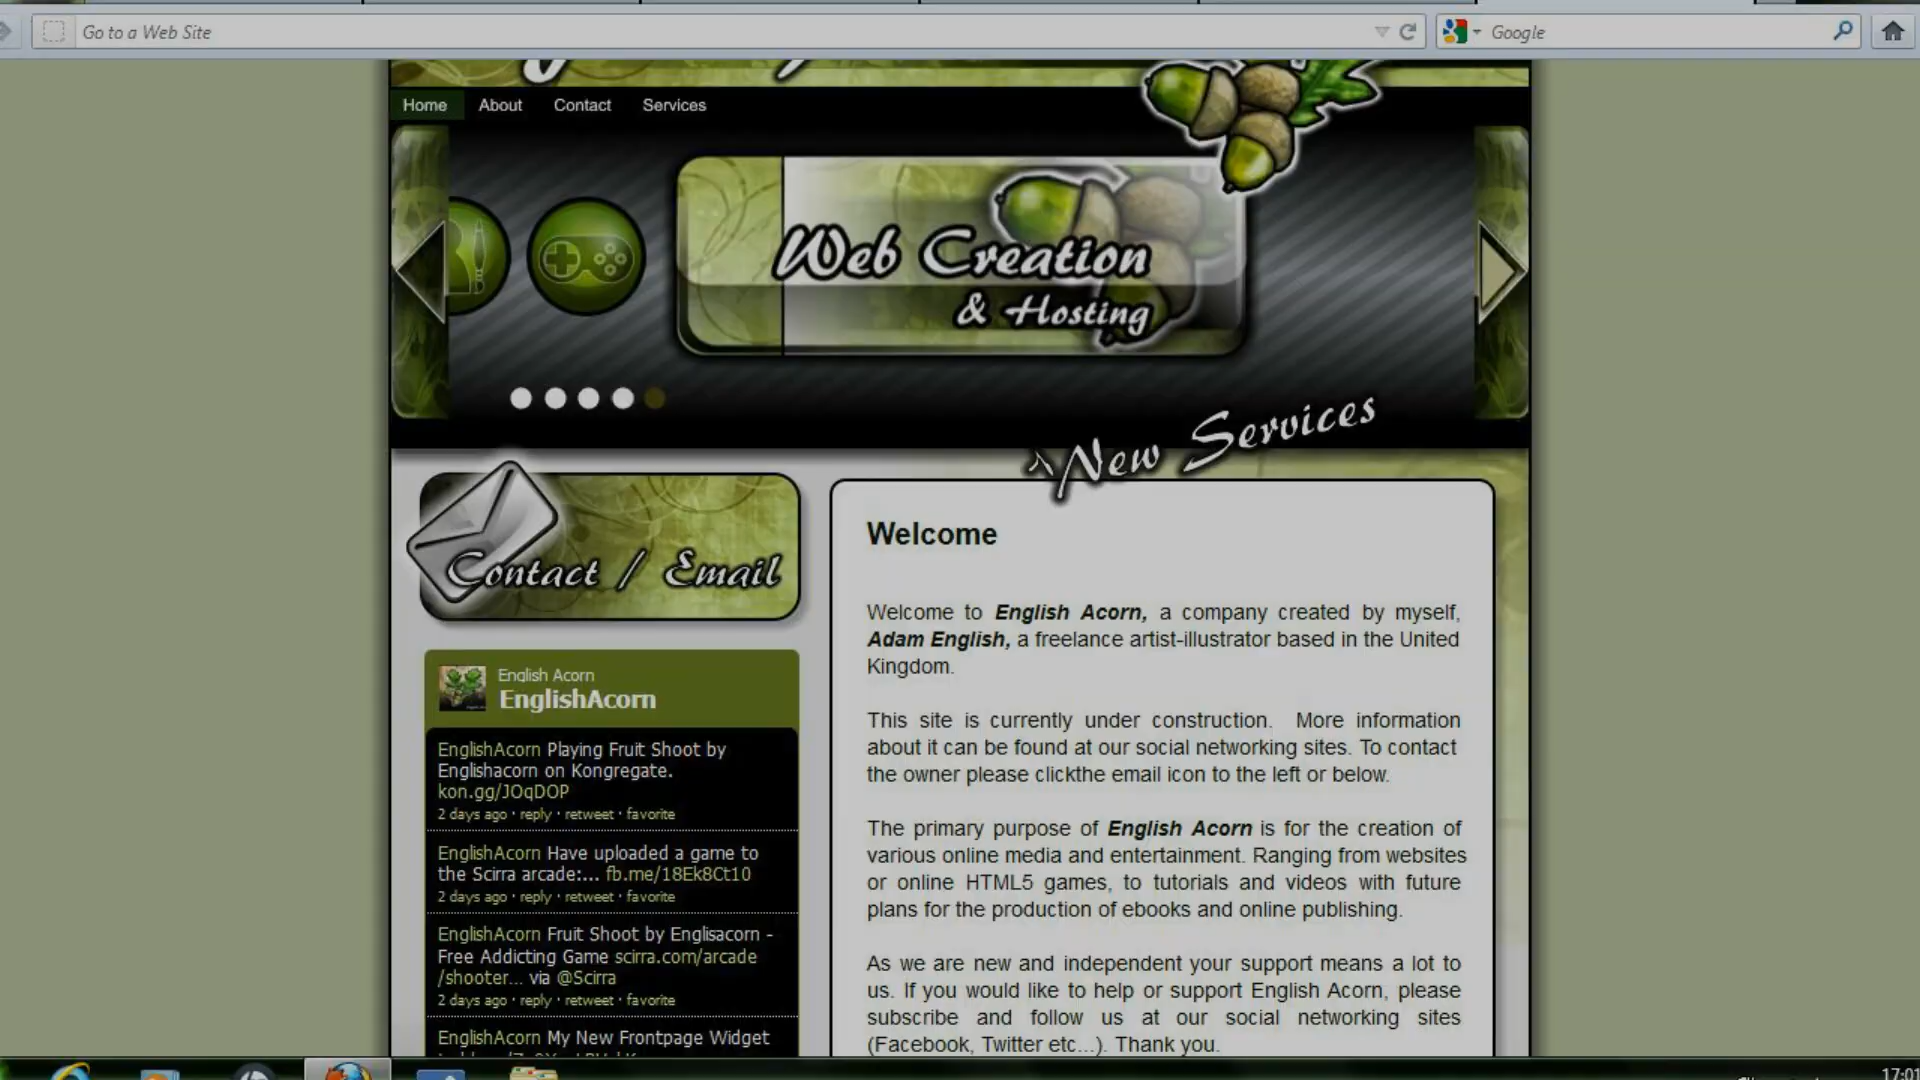 Go to a Web Site
Google
Home About Contact Services
Web Creation
& Hosting
New Services
Contact / Email
English Acorn
EnglishAcorn
EnglishAcorn Playing Fruit Shoot by
Englishacorn on Kongregate.
kon.gg/JOqDOP
2 days ago · reply · retweet · favorite
EnglishAcorn Have uploaded a game to
the Scirra arcade:... fb.me/18Ek8Ct10
2 days ago · reply · retweet · favorite
EnglishAcorn Fruit Shoot by Englisacorn -
Free Addicting Game scirra.com/arcade
/shooter... via @Scirra
2 days ago · reply · retweet · favorite
EnglishAcorn My New Frontpage Widget
Welcome
Welcome to English Acorn, a company created by myself,
Adam English, a freelance artist-illustrator based in the United
Kingdom.
This site is currently under construction. More information
about it can be found at our social networking sites. To contact
the owner please clickthe email icon to the left or below.
The primary purpose of English Acorn is for the creation of
various online media and entertainment. Ranging from websites
or online HTML5 games, to tutorials and videos with future
plans for the production of ebooks and online publishing.
As we are new and independent your support means a lot to
us. If you would like to help or support English Acorn, please
subscribe and follow us at our social networking sites
(Facebook, Twitter etc...). Thank you.
17:01